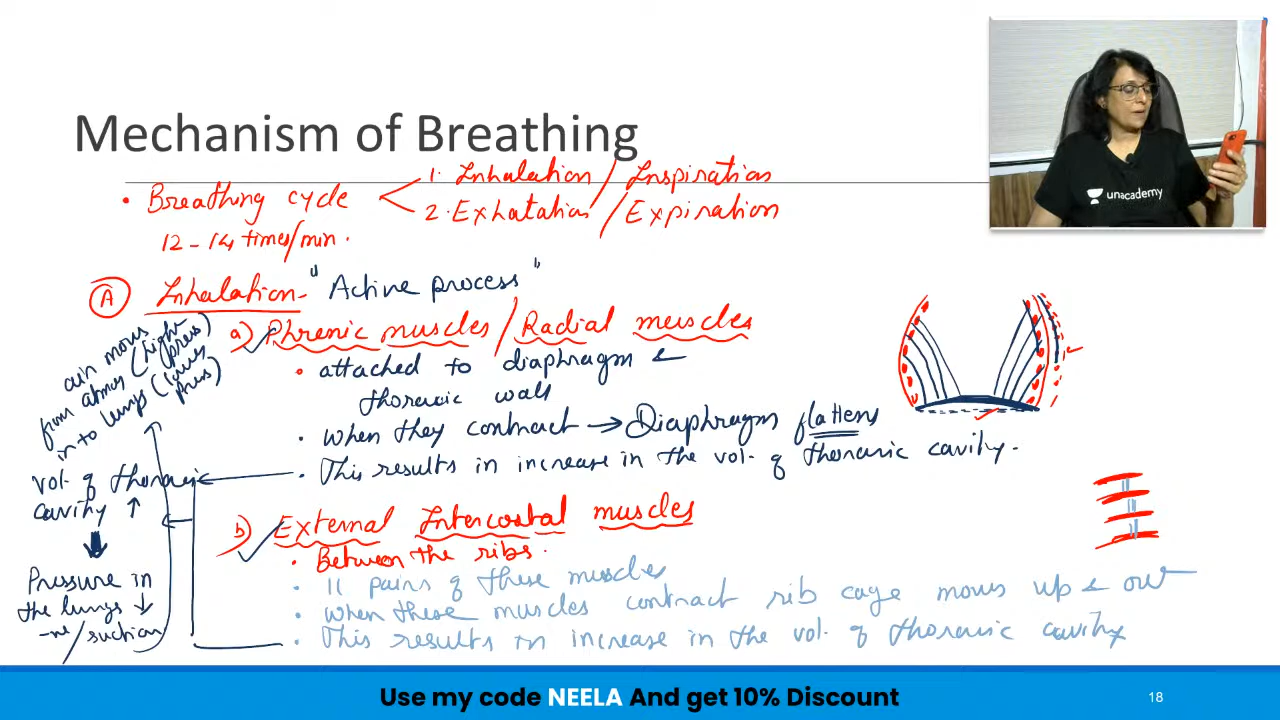 unacademy
Mechanism of Breathing
• Breathing cycle
1. Inhalation / Inspiration
2. Exhalation / Expiration
12 - 14 times/min.
A Inhalation - "Active process"
a) Phrenic muscles / Radial muscles
• attached to diaphragm &
thoracic wall
• when they contract → Diaphragm flattens
• This results in increase in the vol. of thoracic cavity.
b) External Intercostal muscles
• Between the ribs.
• 11 pairs of these muscles
• when these muscles contract rib cage moves up & out
• This results in increase in the vol. of thoracic cavity
air moves
from atmos (high press)
in to lungs (lower press)
vol. of thoracic
cavity ↑
Pressure in
the lungs ↓
-ve / suction
Use my code NEELA And get 10% Discount
18